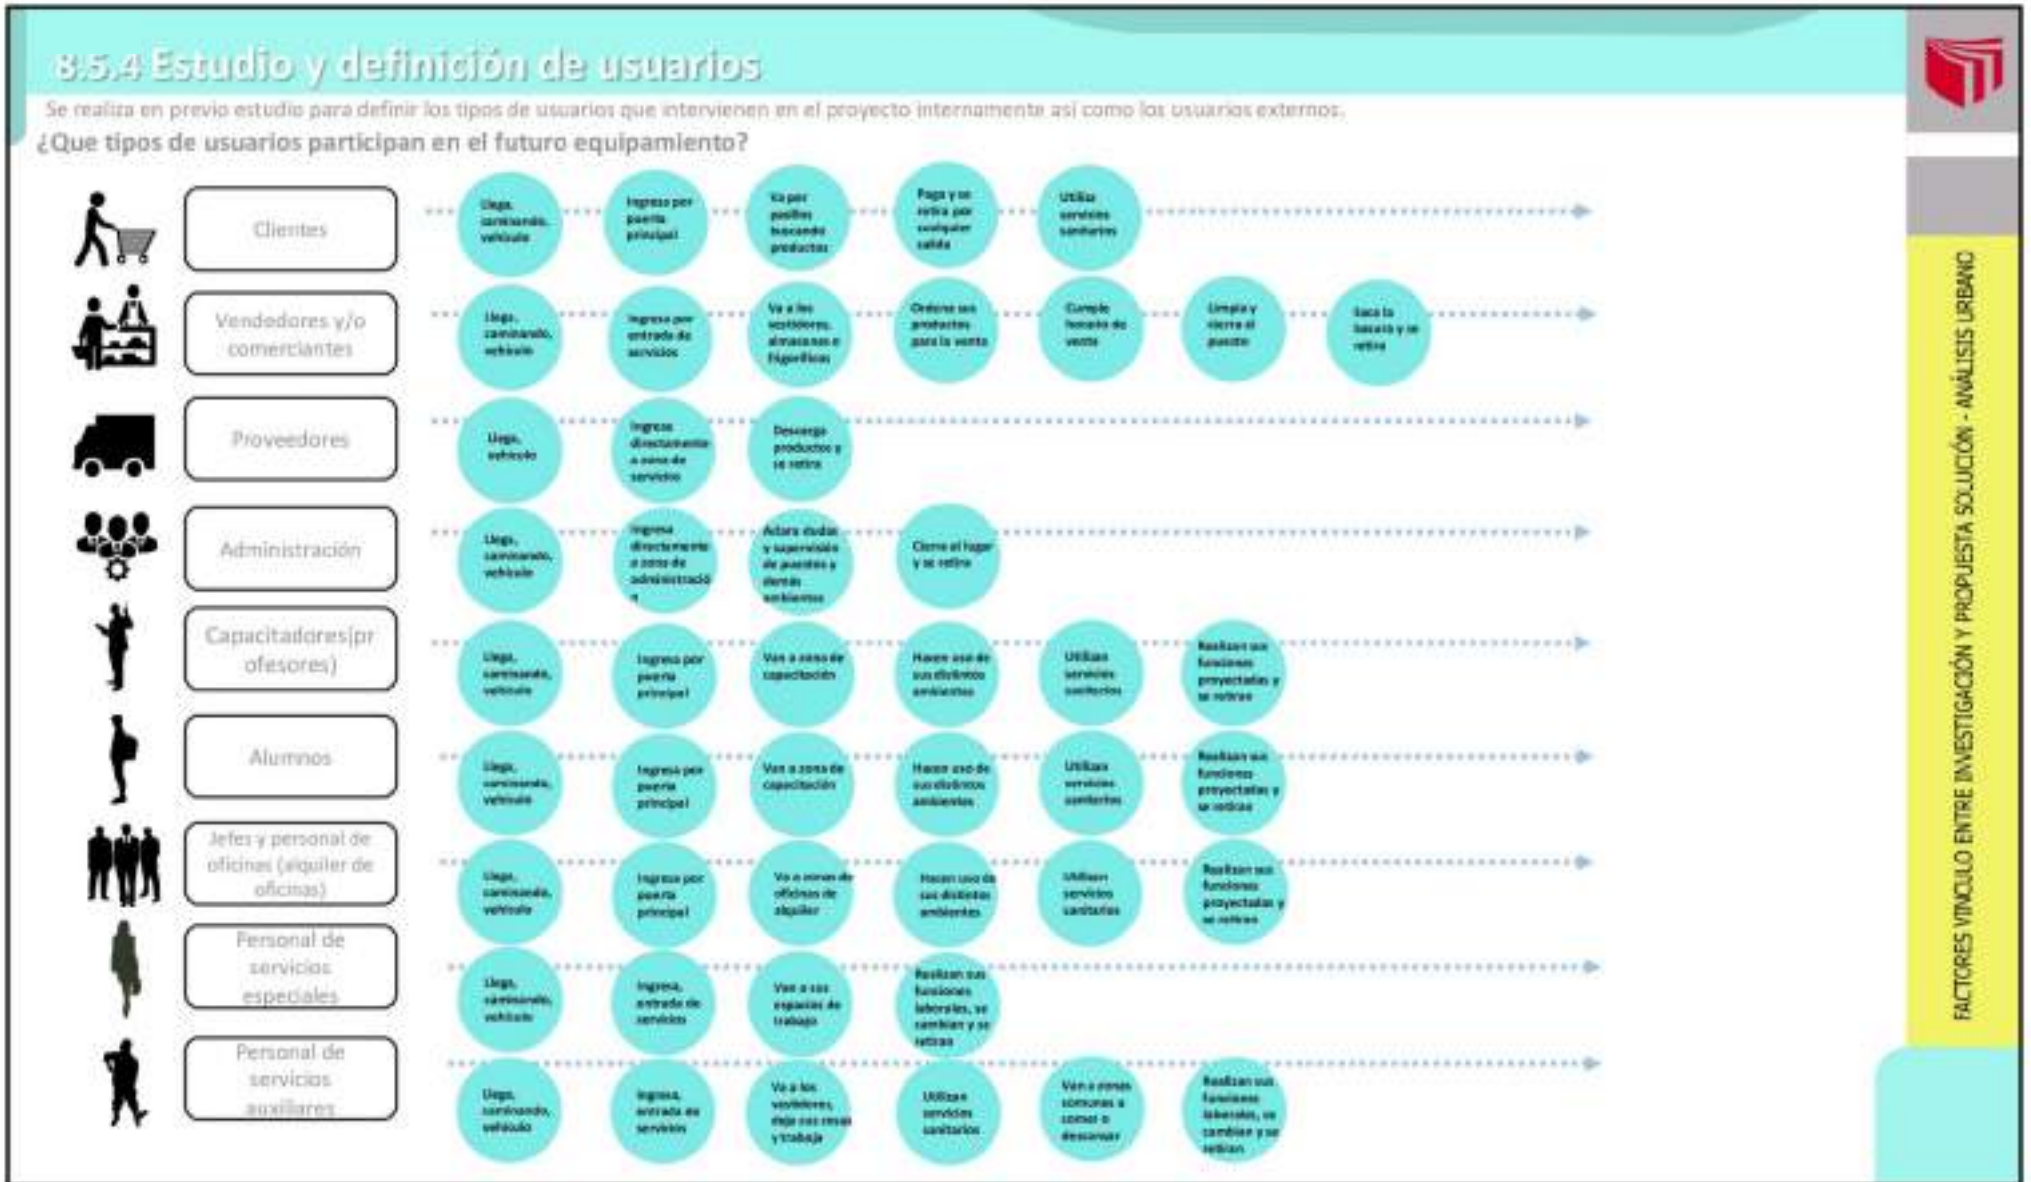 8.5.4 Estudio y definición de usuarios
Se realiza en previo estudio para definir los tipos de usuarios que intervienen en el proyecto internamente así como los usuarios externos.
¿Que tipos de usuarios participan en el futuro equipamiento?
Clientes
Llega,
caminando,
vehículo
Ingresa por
puerta
principal
Va por
pasillos
buscando
productos
Paga y se
retira por
cualquier
salida
Utiliza
servicios
sanitarios
Vendedores y/o
comerciantes
Llega,
caminando,
vehículo
Ingresa por
entrada de
servicios
Va a los
vestidores,
almacenes o
frigoríficos
Ordena sus
productos
para la venta
Cumple
horario de
venta
Limpia y
cierra el
puesto
Saca la
basura y se
retira
Proveedores
Llega,
vehículo
Ingresa
directamente
a zona de
servicios
Descarga
productos y
se retira
Administración
Llega,
caminando,
vehículo
Ingresa
directamente
a zona de
administració
n
Aclara dudas
y supervisión
de puestos y
demás
ambientes
Cierra el lugar
y se retira
Capacitadores(pr
ofesores)
Llega,
caminando,
vehículo
Ingresa por
puerta
principal
Van a zona de
capacitación
Hacen uso de
sus distintos
ambientes
Utilizan
servicios
sanitarios
Realizan sus
funciones
proyectadas y
se retiran
Alumnos
Llega,
caminando,
vehículo
Ingresa por
puerta
principal
Van a zona de
capacitación
Hacen uso de
sus distintos
ambientes
Utilizan
servicios
sanitarios
Realizan sus
funciones
proyectadas y
se retiran
Jefes y personal de
oficinas (alquiler de
oficinas)
Llega,
caminando,
vehículo
Ingresa por
puerta
principal
Va a zonas de
oficinas de
alquiler
Hacen uso de
sus distintos
ambientes
Utilizan
servicios
sanitarios
Realizan sus
funciones
proyectadas y
se retiran
Personal de
servicios
especiales
Llega,
caminando,
vehículo
Ingresa,
entrada de
servicios
Van a sus
espacios de
trabajo
Realizan sus
funciones
laborales, se
cambian y se
retiran
Personal de
servicios
auxiliares
Llega,
caminando,
vehículo
Ingresa,
entrada de
servicios
Va a los
vestidores,
deja sus cosas
y trabaja
Utilizan
servicios
sanitarios
Van a zonas
comunes a
comer o
descansar
Realizan sus
funciones
laborales, se
cambian y se
retiran
FACTORES VINCULO ENTRE INVESTIGACIÓN Y PROPUESTA SOLUCIÓN - ANÁLISIS URBANO